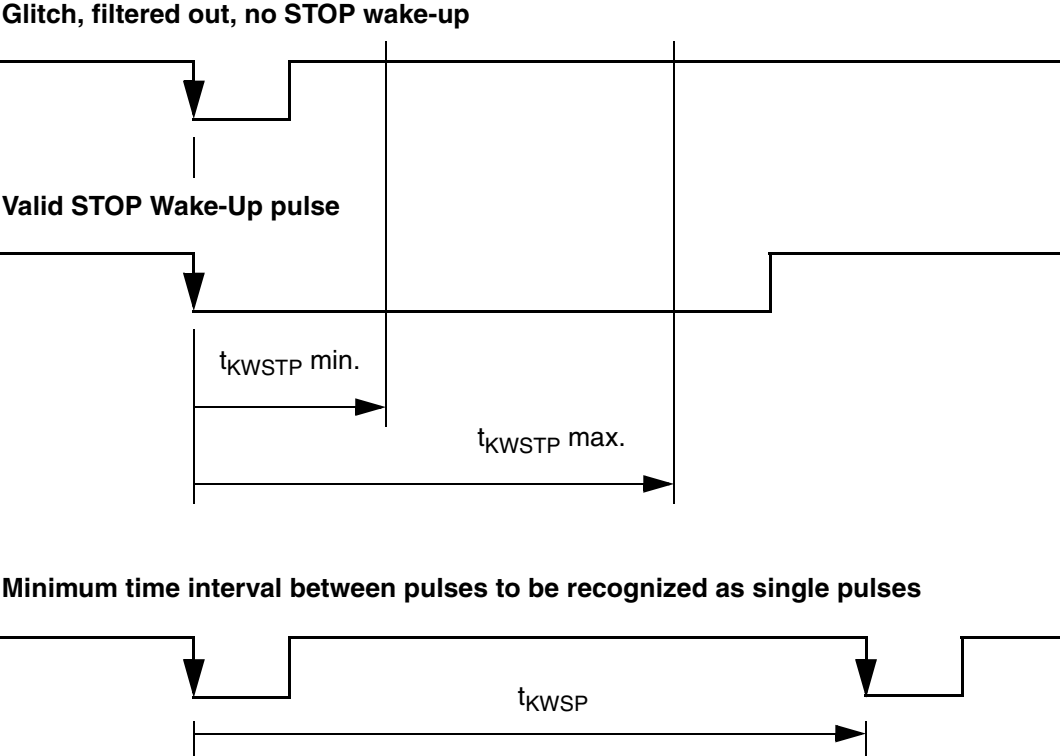 Glitch, filtered out, no STOP wake-up
Valid STOP Wake-Up pulse
tKWSTP min.
tKWSTP max.
Minimum time interval between pulses to be recognized as single pulses
tKWSP